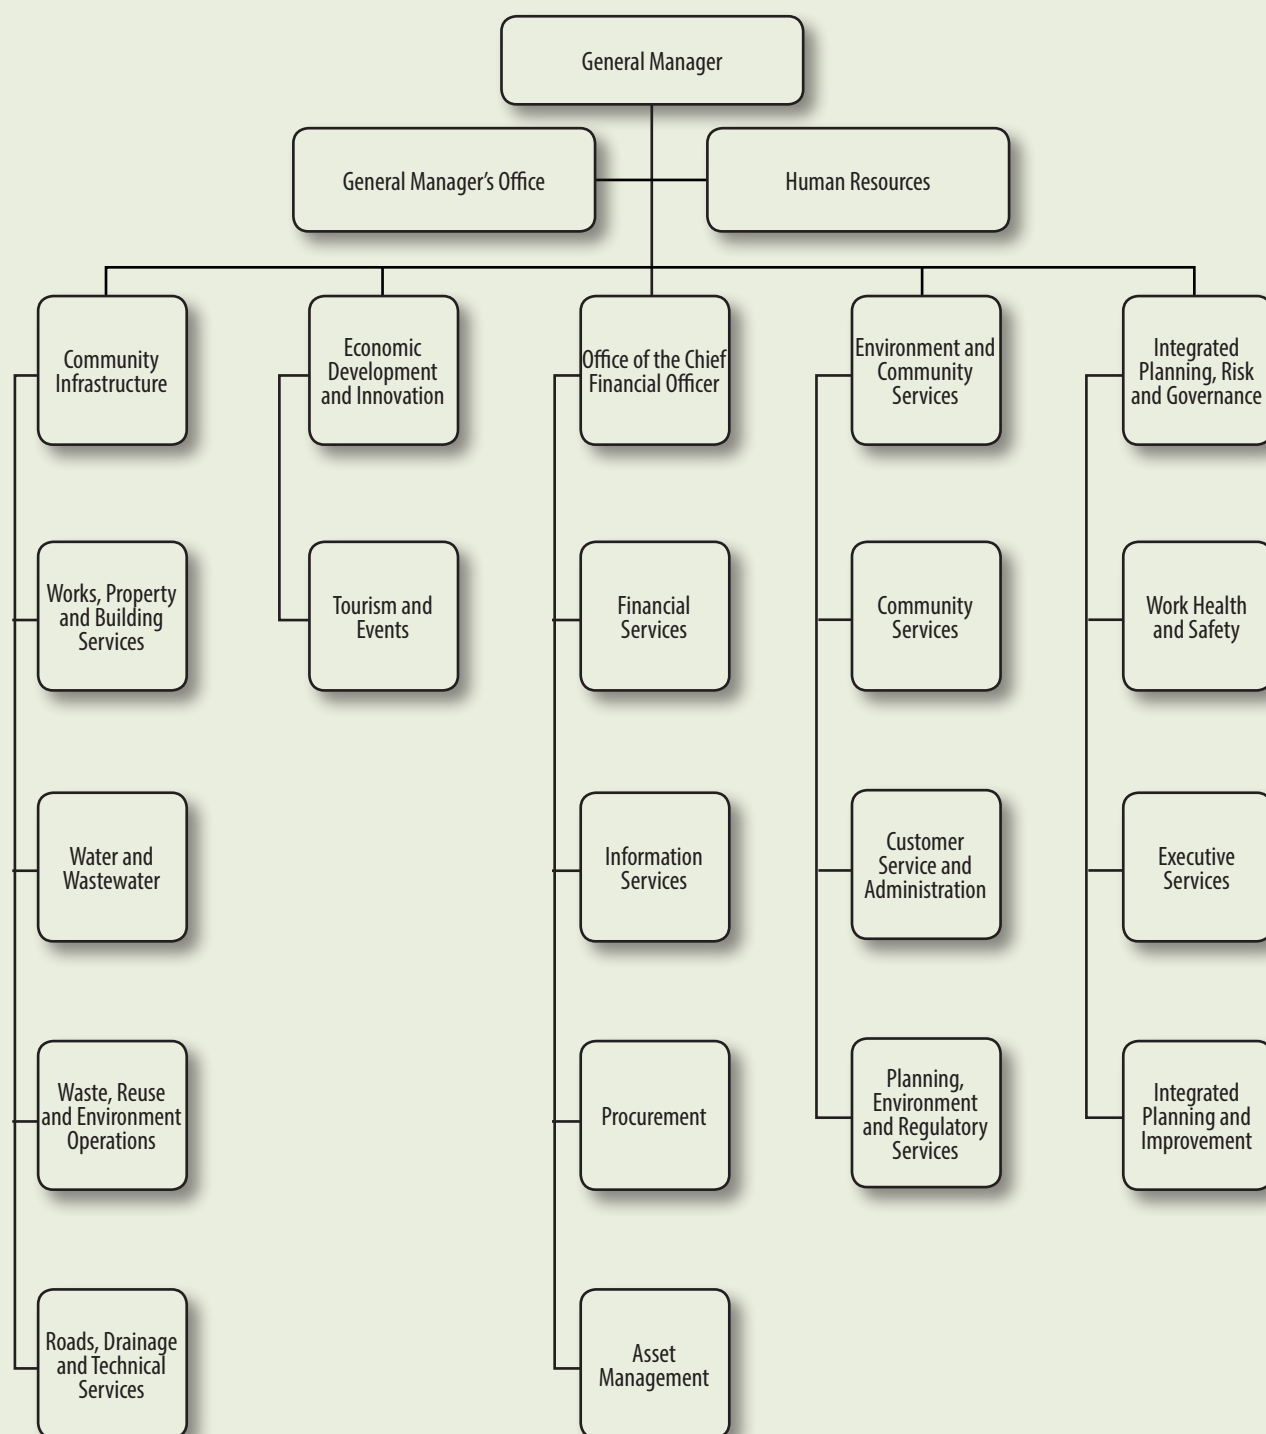 General Manager
General Manager’s Office
Human Resources
Community
Infrastructure
Economic
Development
and Innovation
Office of the Chief
Financial Officer
Environment and
Community
Services
Integrated
Planning, Risk
and Governance
Works, Property
and Building
Services
Tourism and
Events
Financial
Services
Community
Services
Work Health
and Safety
Water and
Wastewater
Information
Services
Customer
Service and
Administration
Executive
Services
Waste, Reuse
and Environment
Operations
Procurement
Planning,
Environment
and Regulatory
Services
Integrated
Planning and
Improvement
Roads, Drainage
and Technical
Services
Asset
Management